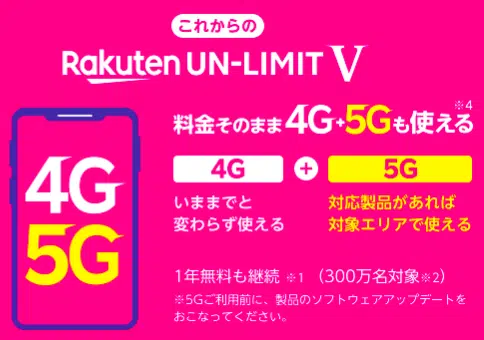 これからの
Rakuten UN-LIMIT V
料金そのまま4G+5Gも使える※4
4G + 5G
いままでと
変わらず使える
対応製品があれば
対象エリアで使える
4G
5G
1年無料も継続 ※1 （300万名対象※2）
※5Gご利用前に、製品のソフトウェアアップデートを
おこなってください。